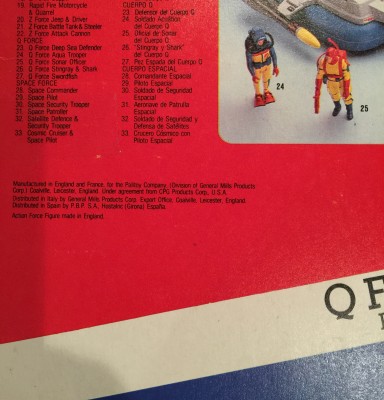 19. Rapid Fire Motorcycle
& Quarrel
20. Z Force Jeep & Driver
21. Z Force Battle Tank & Steeler
22. Z Force Attack Cannon
Q FORCE
23. Q Force Deep Sea Defender
24. Q Force Aqua Trooper
25. Q Force Sonar Officer
26. Q Force Stingray & Shark
27. Q Force Swordfish
SPACE FORCE
28. Space Commander
29. Space Pilot
30. Space Security Trooper
31. Space Patroller
32. Satellite Defence &
Security Trooper
33. Cosmic Cruiser &
Space Pilot
CUERPO Q
23. Defensor del Cuerpo Q
24. Soldado Acuático
del Cuerpo Q
25. Oficial de Sonar
del Cuerpo Q
26. "Stingray y Shark"
del Cuerpo Q
27. Pez Espada del Cuerpo Q
CUERPO ESPACIAL
28. Comandante Espacial
29. Piloto Espacial
30. Soldado de Seguridad
Espacial
31. Aeronave de Patrulla
Espacial
32. Soldado de Seguridad y
Defensa de Satélites
33. Crucero Cósmico con
Piloto Espacial
24
25
Manufactured in England and France, for the Palitoy Company, (Division of General Mills Products
Corp.) Coalville, Leicester, England. Under agreement from CPG Products Corp., U.S.A.
Distributed in Italy by General Mills Products Corp. Export Office, Coalville, Leicester, England.
Distributed in Spain by P.B.P. S.A., Hostalric (Girona) España.
Action Force Figure made in England.
Q F